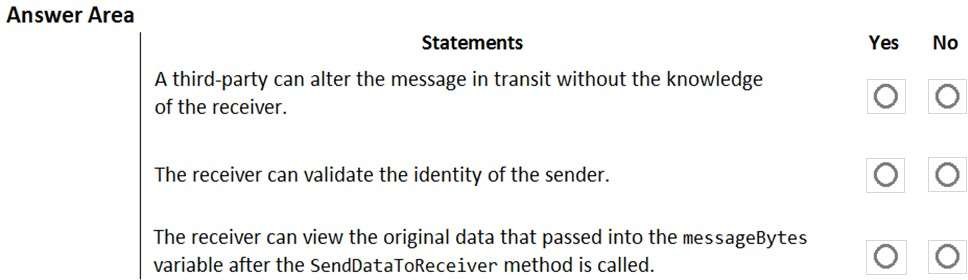 Answer Area
Statements Yes No
A third-party can alter the message in transit without the knowledge
of the receiver.
The receiver can validate the identity of the sender.
The receiver can view the original data that passed into the messageBytes
variable after the SendDataToReceiver method is called.